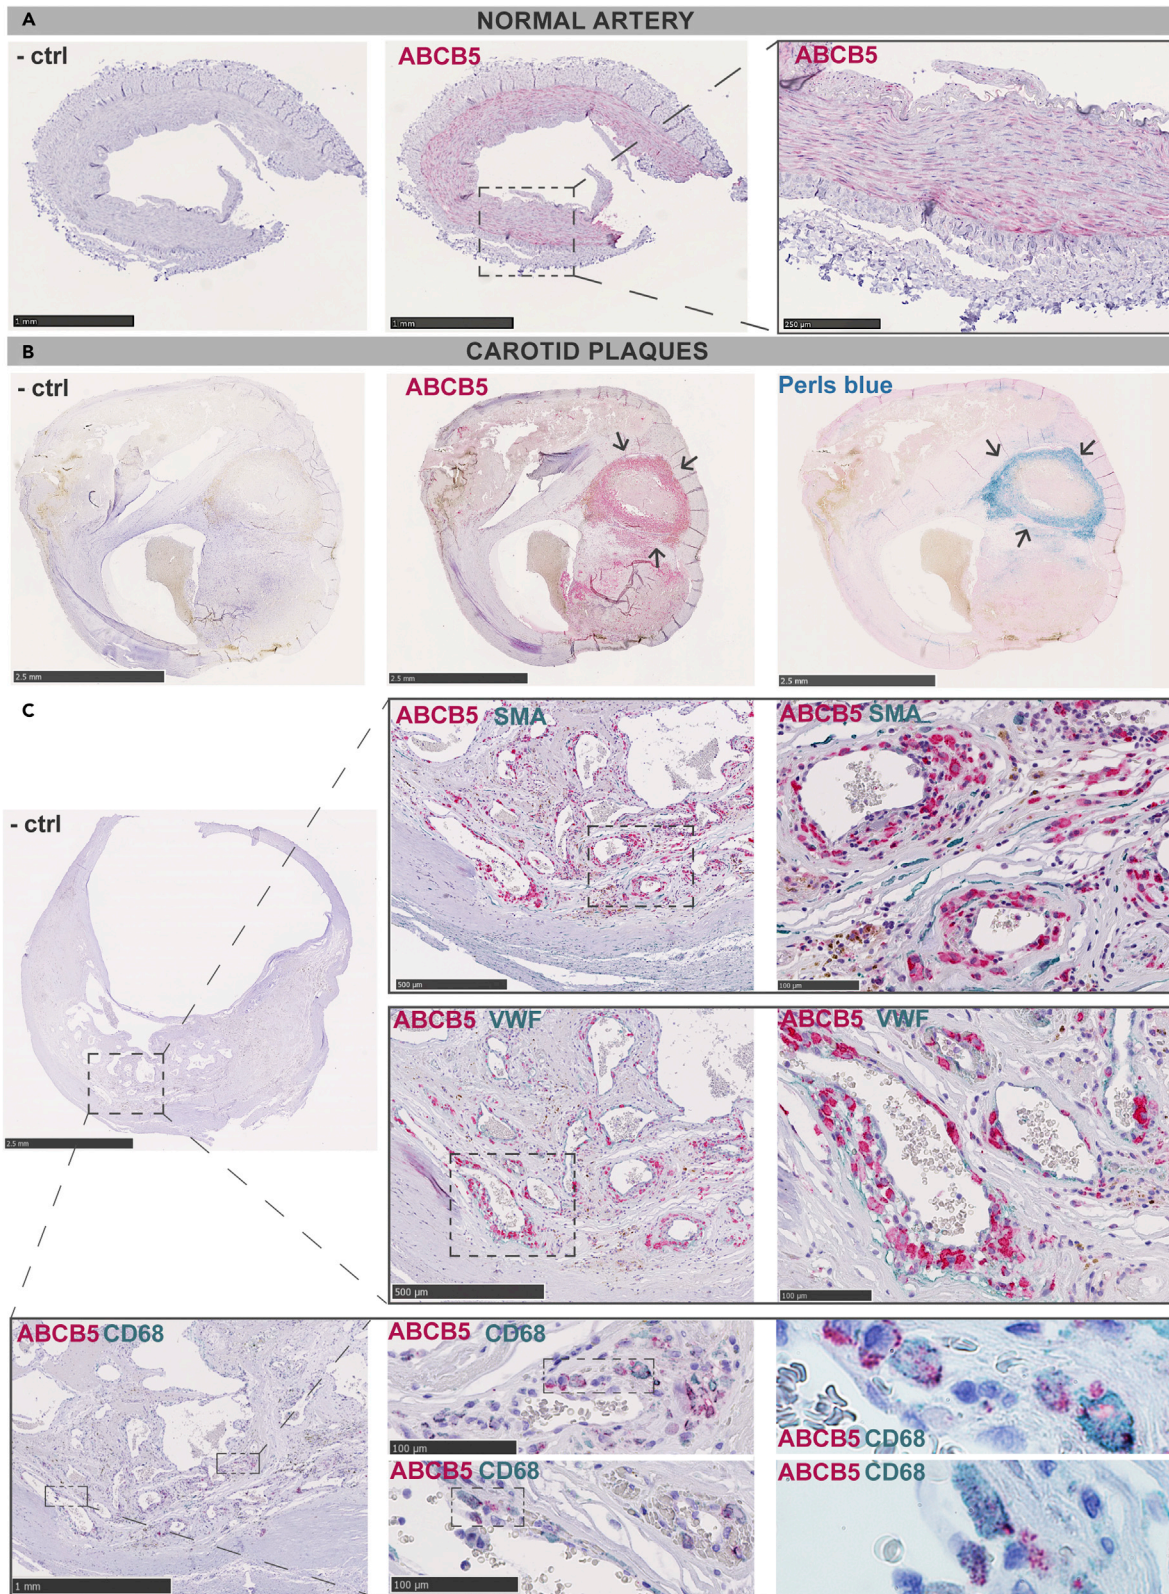 A
NORMAL ARTERY
- ctrl
ABCB5
ABCB5
1 mm
1 mm
250 µm
B
CAROTID PLAQUES
- ctrl
ABCB5
Perls blue
2.5 mm
2.5 mm
2.5 mm
C
ABCB5 SMA
ABCB5 SMA
- ctrl
500 µm
100 µm
ABCB5 VWF
ABCB5 VWF
2.5 mm
500 µm
100 µm
ABCB5 CD68
ABCB5 CD68
100 µm
ABCB5 CD68
ABCB5 CD68
ABCB5 CD68
1 mm
100 µm